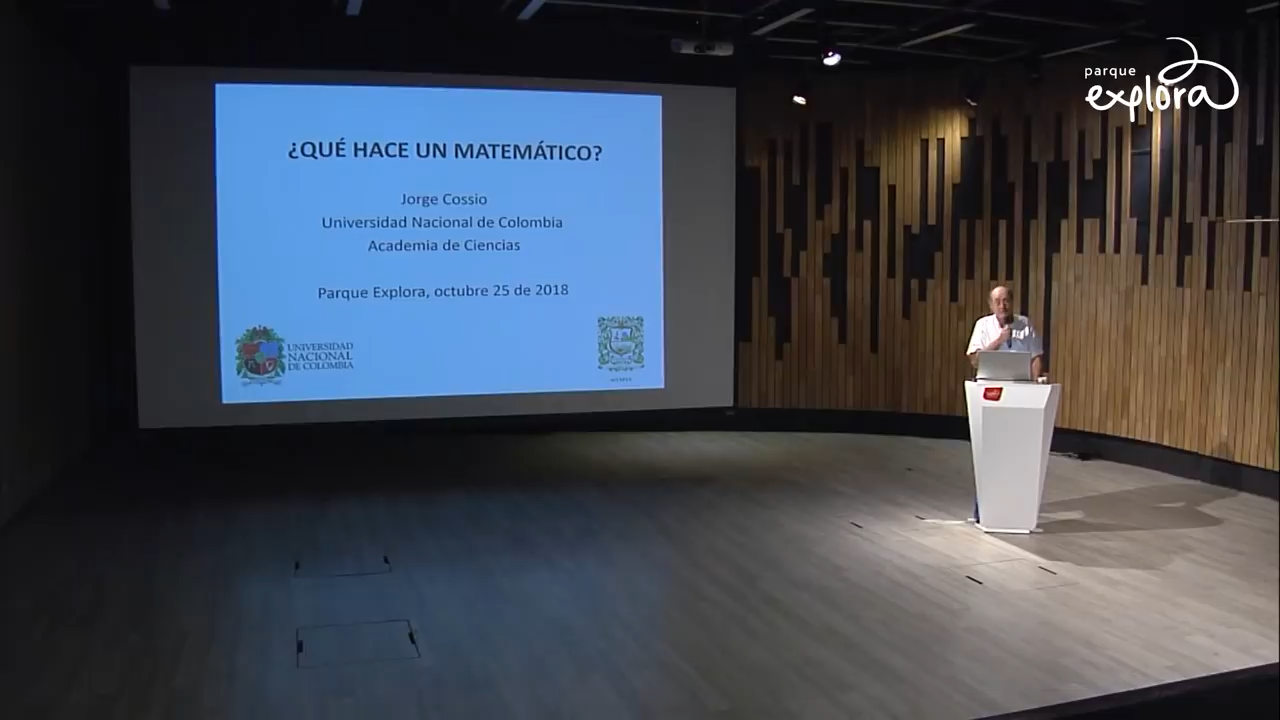 parque
explora
¿QUÉ HACE UN MATEMÁTICO?
Jorge Cossio
Universidad Nacional de Colombia
Academia de Ciencias
Parque Explora, octubre 25 de 2018
UNIVERSIDAD
NACIONAL
DE COLOMBIA